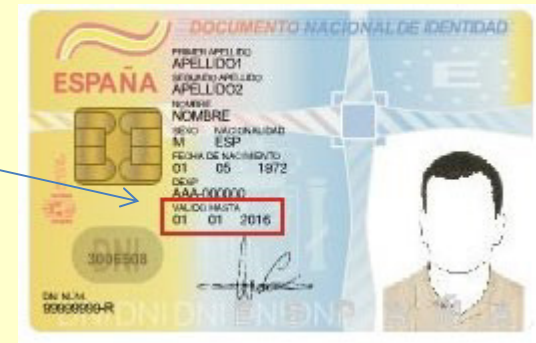 DOCUMENTO NACIONAL DE IDENTIDAD
ESPAÑA
PRIMER APELLIDO
APELLIDO1
SEGUNDO APELLIDO
APELLIDO2
NOMBRE
NOMBRE
SEXO NACIONALIDAD
M ESP
FECHA DE NACIMIENTO
01 05 1972
IDESP
AAA-000000
VALIDO HASTA
01 01 2016
DNI
3006508
DNI NÚM.
99999999-R